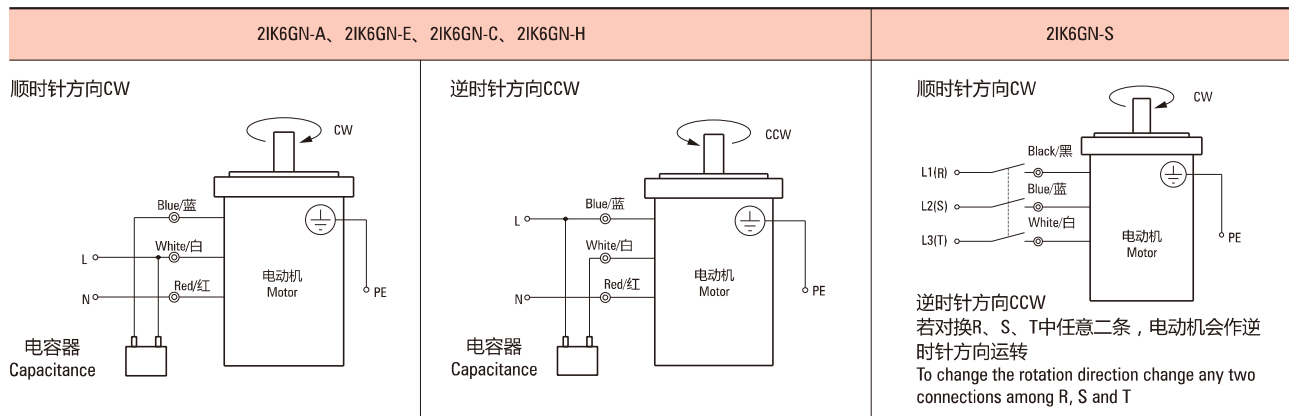 2IK6GN-A、2IK6GN-E、2IK6GN-C、2IK6GN-H
2IK6GN-S
顺时针方向CW
CW
Blue/蓝
White/白
L
Red/红
N
电动机
Motor
PE
电容器
Capacitance
逆时针方向CCW
CCW
Blue/蓝
L
White/白
Red/红
N
电动机
Motor
PE
电容器
Capacitance
顺时针方向CW
CW
Black/黑
L1(R)
Blue/蓝
L2(S)
White/白
L3(T)
电动机
Motor
PE
逆时针方向CCW
若对换R、S、T中任意二条，电动机会作逆
时针方向运转
To change the rotation direction change any two
connections among R, S and T